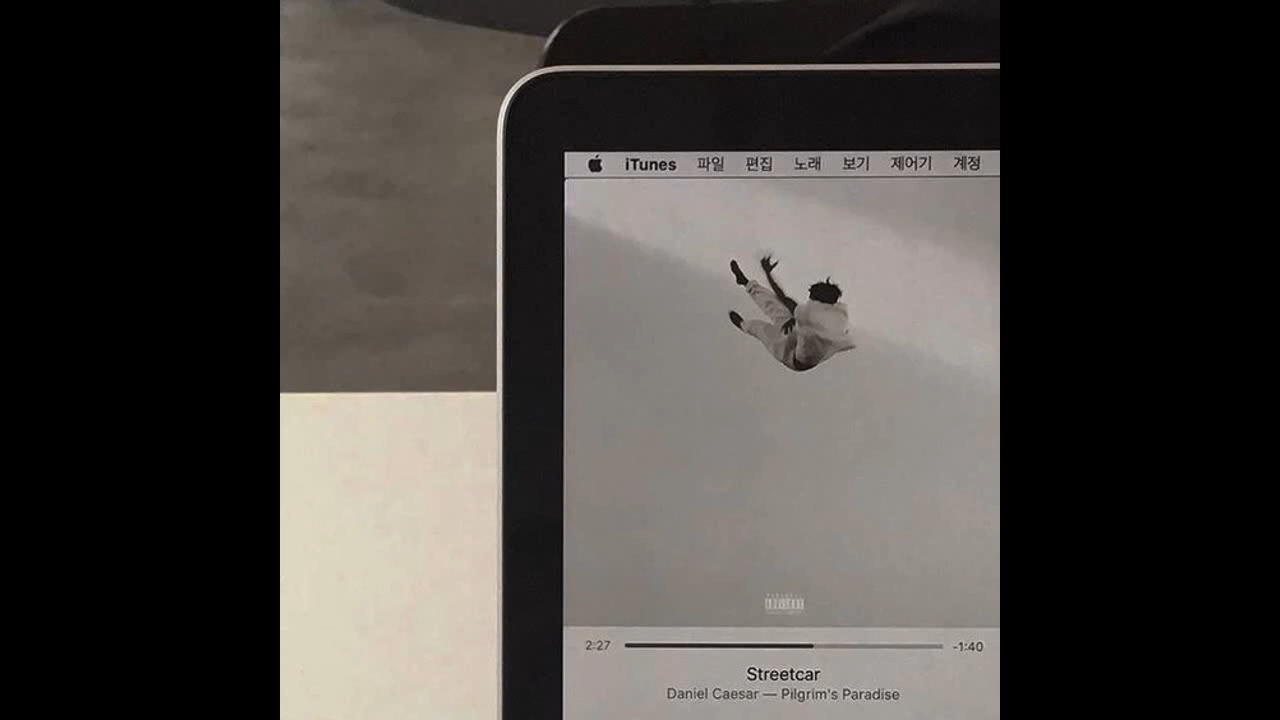 iTunes 파일 편집 노래 보기 제어기 계정
2:27 -1:40
Streetcar
Daniel Caesar — Pilgrim's Paradise